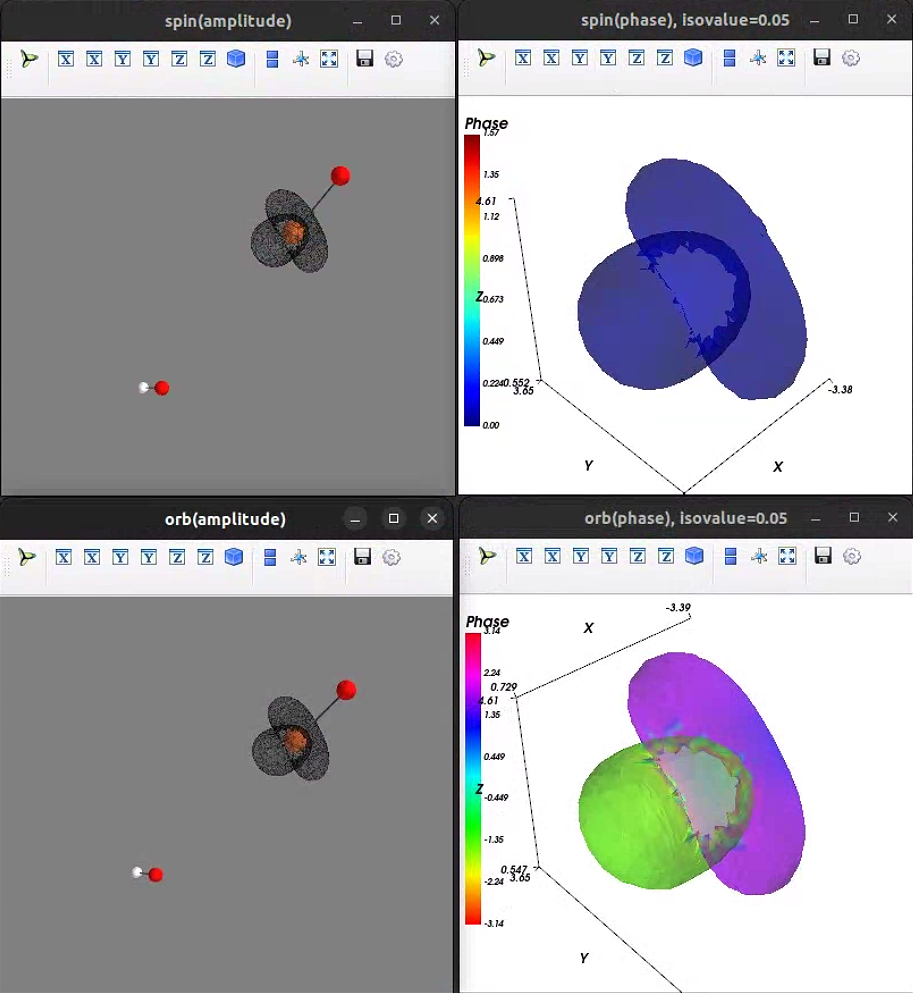 spin(amplitude)
X X Y Y Z Z
spin(phase), isovalue=0.05
X X Y Y Z Z
Phase
1.57
1.35
4.61
1.12
0.898
Z
0.673
0.449
0.224
0.552
3.65
0.00
-3.38
Y
X
orb(amplitude)
X X Y Y Z Z
orb(phase), isovalue=0.05
X X Y Y Z Z
-3.39
Phase
X
3.14
2.24
0.729
4.61
1.35
0.449
Z
-0.449
-1.35
0.547
-2.24
3.65
-3.14
Y